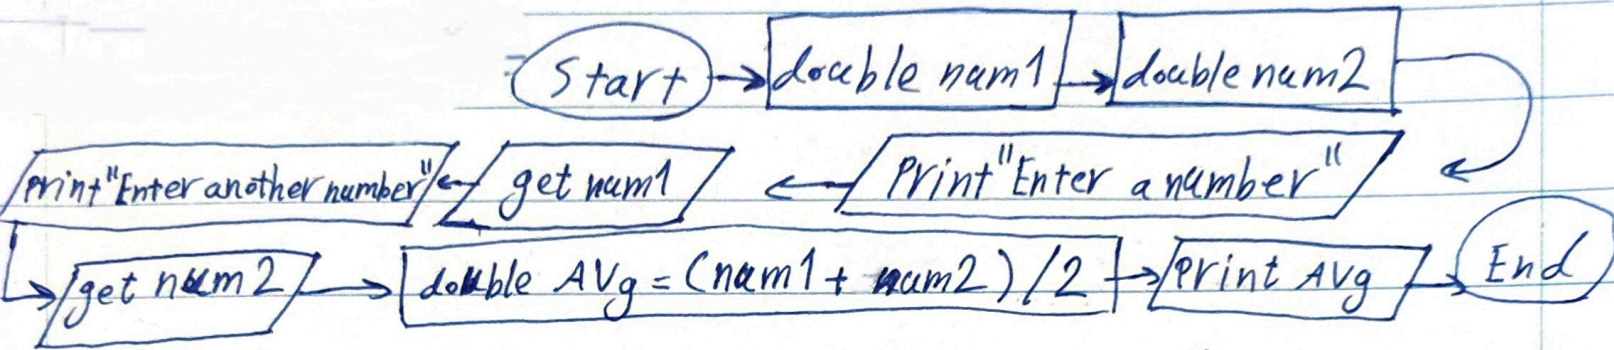 Start double num1 double num2
print"Enter another number" get num1 Print"Enter a number"
get num2 double AVg = (num1 + num2) / 2 print AVg End